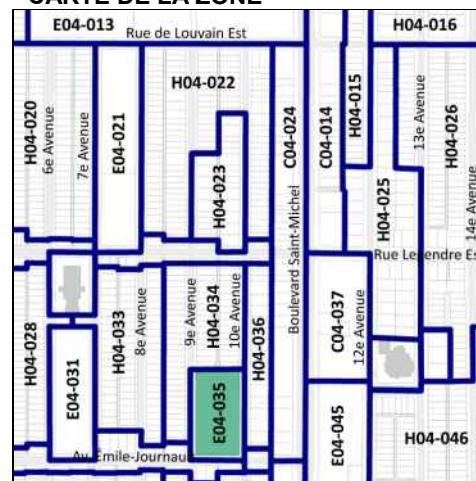 CARTE DE LA ZONE
E04-013
Rue de Louvain Est
H04-016
H04-020
6e Avenue
7e Avenue
E04-021
H04-022
H04-023
C04-024
C04-014
H04-015
13e Avenue
H04-026
14e Avenue
H04-025
Boulevard Saint-Michel
Rue Legendre Es
H04-028
E04-031
H04-033
8e Avenue
9e Avenue
H04-034
10e Avenue
H04-036
C04-037
12e Avenue
E04-035
E04-045
H04-046
Av. Émile-Journault